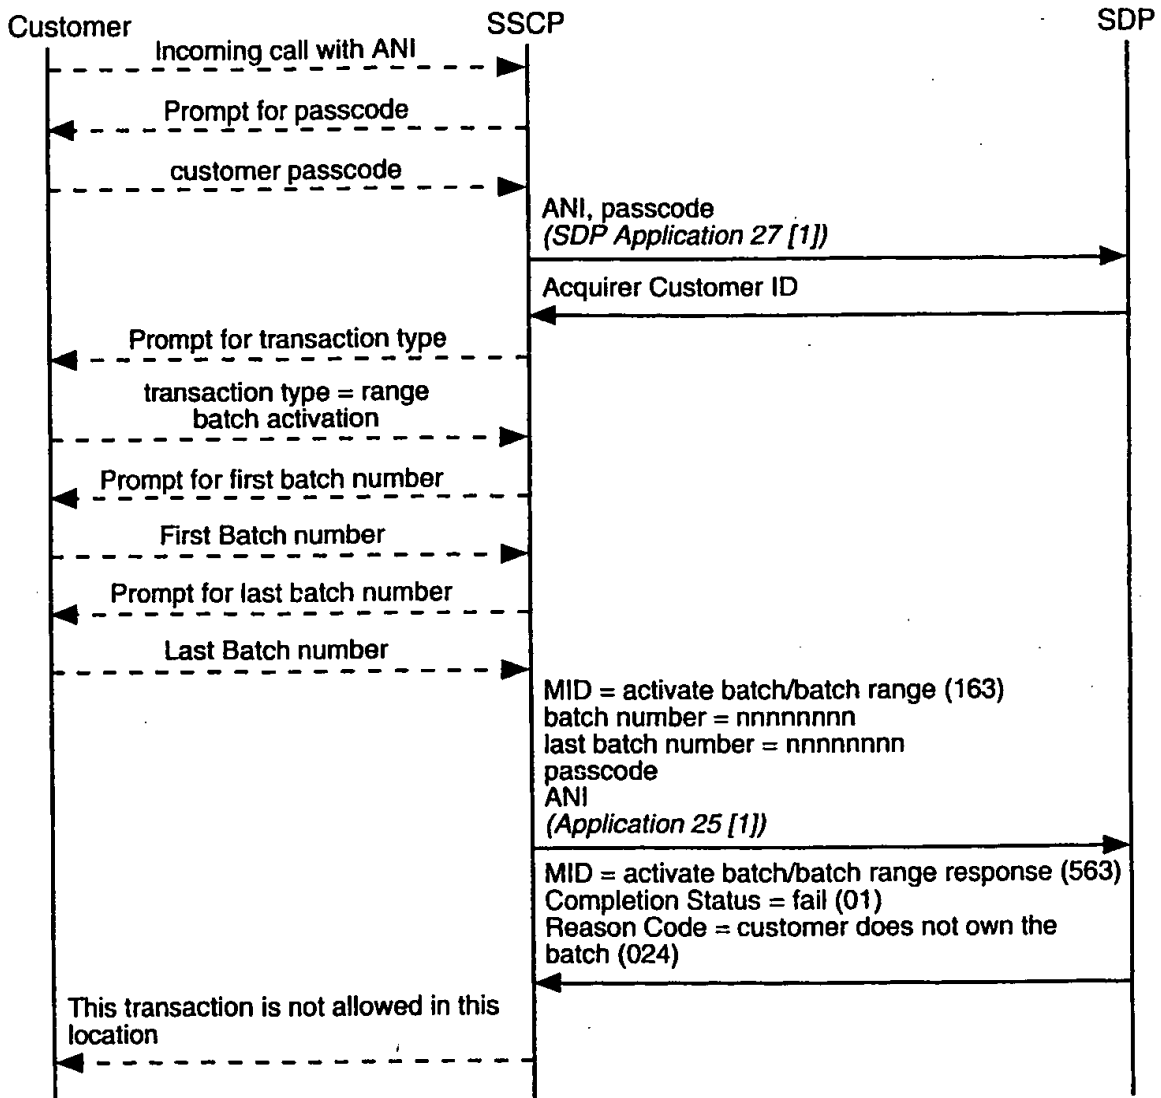 Customer
SSCP
SDP
Incoming call with ANI
Prompt for passcode
customer passcode
ANI, passcode
(SDP Application 27 [1])
Acquirer Customer ID
Prompt for transaction type
transaction type = range
batch activation
Prompt for first batch number
First Batch number
Prompt for last batch number
Last Batch number
MID = activate batch/batch range (163)
batch number = nnnnnnnnn
last batch number = nnnnnnnnn
passcode
ANI
(Application 25 [1])
MID = activate batch/batch range response (563)
Completion Status = fail (01)
Reason Code = customer does not own the
batch (024)
This transaction is not allowed in this
location